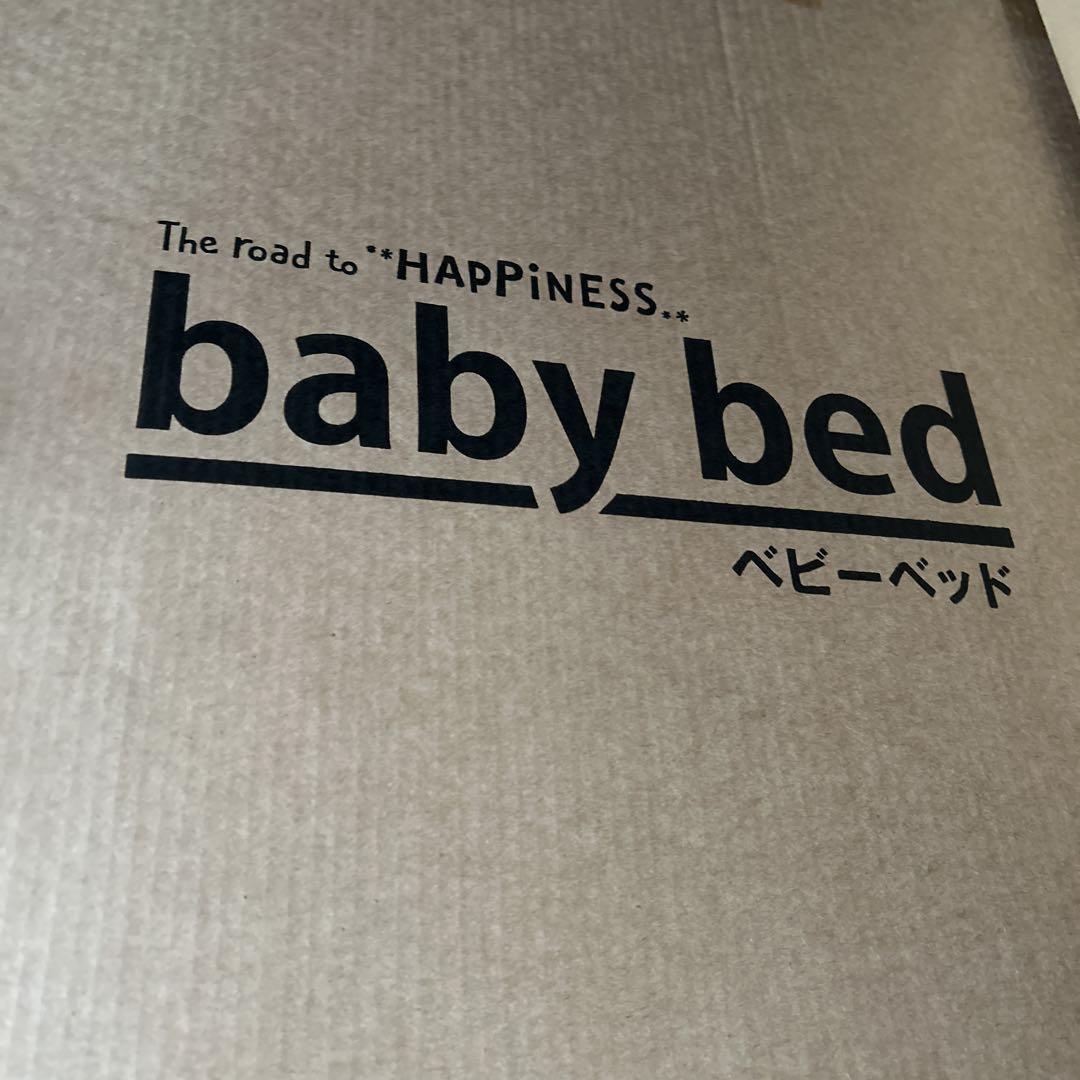 The road to **HAPPiNESS..**
baby bed
ベビーベッド